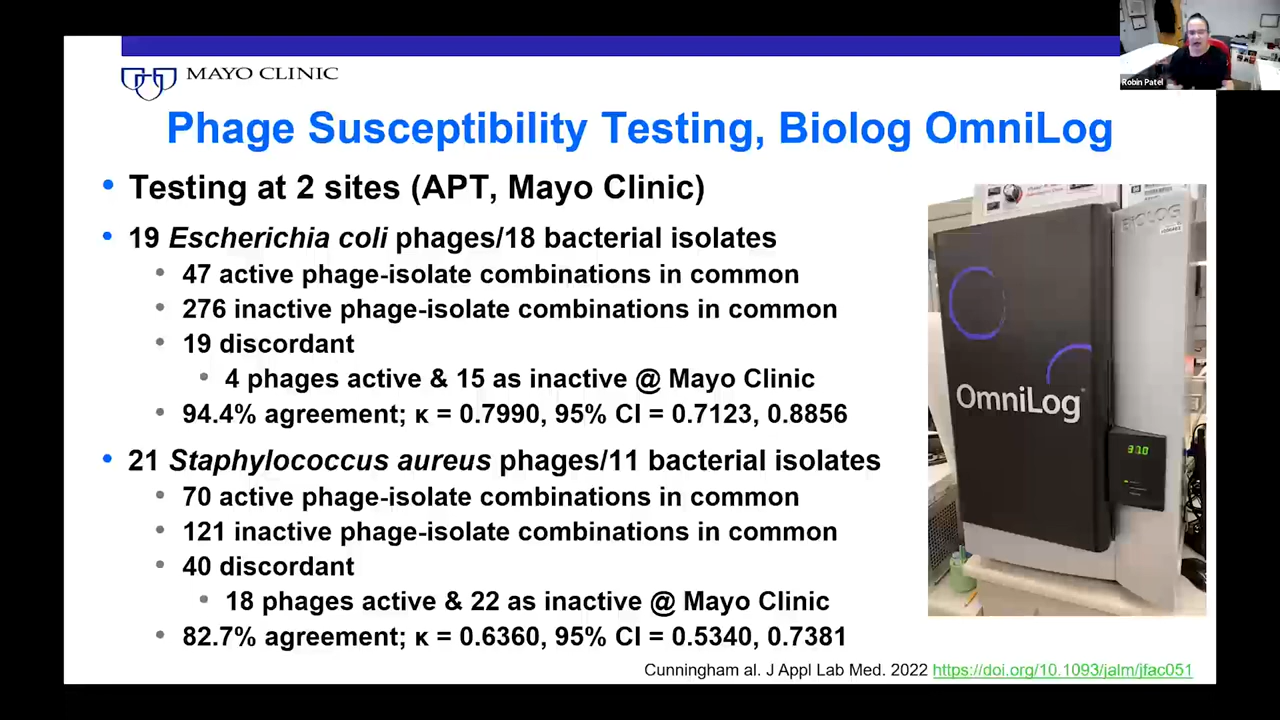 Robin Patel
MAYO CLINIC
Phage Susceptibility Testing, Biolog OmniLog
• Testing at 2 sites (APT, Mayo Clinic)
• 19 Escherichia coli phages/18 bacterial isolates
• 47 active phage-isolate combinations in common
• 276 inactive phage-isolate combinations in common
• 19 discordant
• 4 phages active & 15 as inactive @ Mayo Clinic
• 94.4% agreement; κ = 0.7990, 95% CI = 0.7123, 0.8856
• 21 Staphylococcus aureus phages/11 bacterial isolates
• 70 active phage-isolate combinations in common
• 121 inactive phage-isolate combinations in common
• 40 discordant
• 18 phages active & 22 as inactive @ Mayo Clinic
• 82.7% agreement; κ = 0.6360, 95% CI = 0.5340, 0.7381
BIOLOG
OmniLog
Cunningham al. J Appl Lab Med. 2022 https://doi.org/10.1093/jalm/jfac051